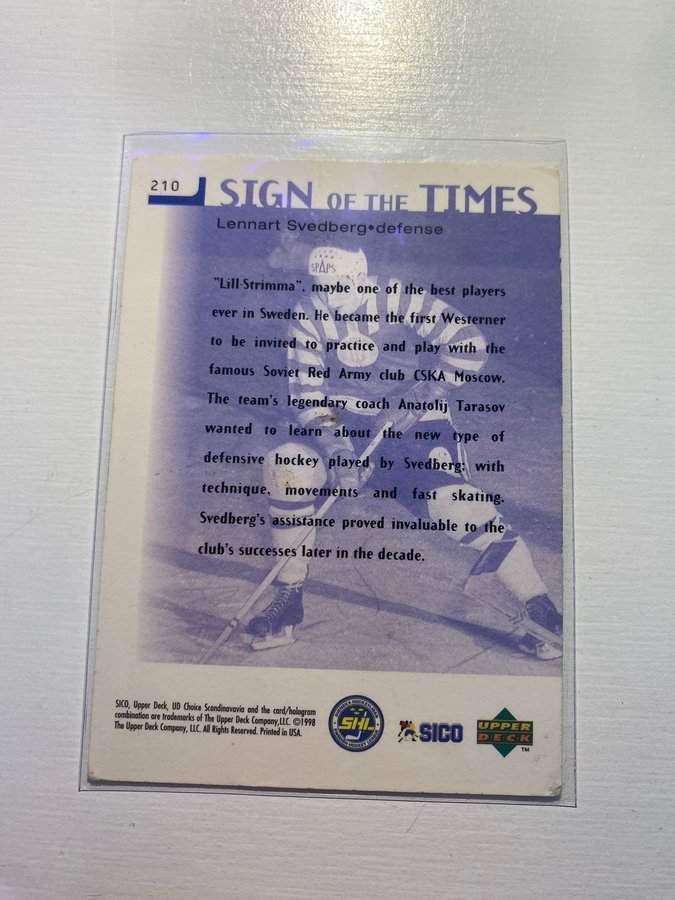 210
SIGN OF THE TIMES
Lennart Svedberg•defense
SPAPS
"Lill-Strimma", maybe one of the best players
ever in Sweden. He became the first Westerner
to be invited to practice and play with the
famous Soviet Red Army club CSKA Moscow.
The team's legendary coach Anatolij Tarasov
wanted to learn about the new type of
defensive hockey played by Svedberg; with
technique, movements and fast skating.
Svedberg's assistance proved invaluable to the
club's successes later in the decade.
SICO, Upper Deck, UD Choice Scandinavavia and the card/hologram
combination are trademarks of The Upper Deck Company,LLC. ©1998
The Upper Deck Company, LLC. All Rights Reserved. Printed in USA.
SHL
SICO
UPPER
DECK
TM